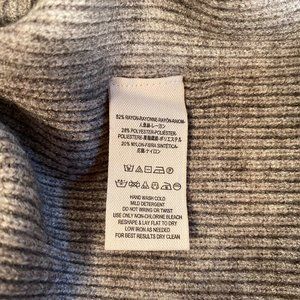 52% RAYON-RAYONNE-RAYÓN-RAION-
人造絲-レーヨン
28% POLYESTER-POLYESTER-
POLIÉSTER-聚酯纖維-ポリエステル
20% NYLON-FIBRA SINTÉTICA-
尼龍-ナイロン
HAND WASH COLD
MILD DETERGENT
DO NOT WRING OR TWIST
USE ONLY NON-CHLORINE BLEACH
RESHAPE & LAY FLAT TO DRY
LOW IRON AS NEEDED
FOR BEST RESULTS DRY CLEAN